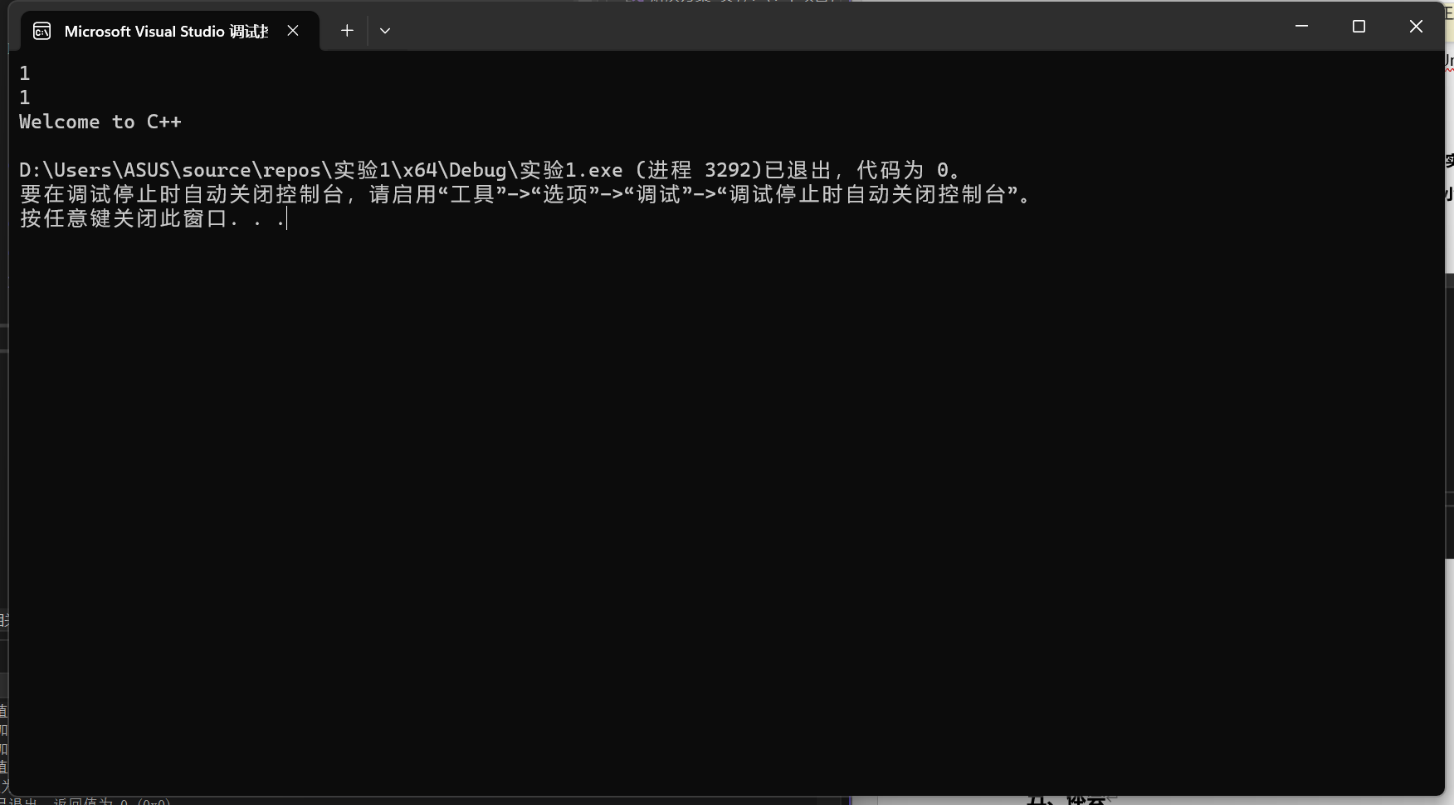 Microsoft Visual Studio 调试
1
1
Welcome to C++
D:\Users\ASUS\source\repos\实验1\x64\Debug\实验1.exe (进程 3292)已退出，代码为 0。
要在调试停止时自动关闭控制台，请启用“工具”->“选项”->“调试”->“调试停止时自动关闭控制台”。
按任意键关闭此窗口. . .